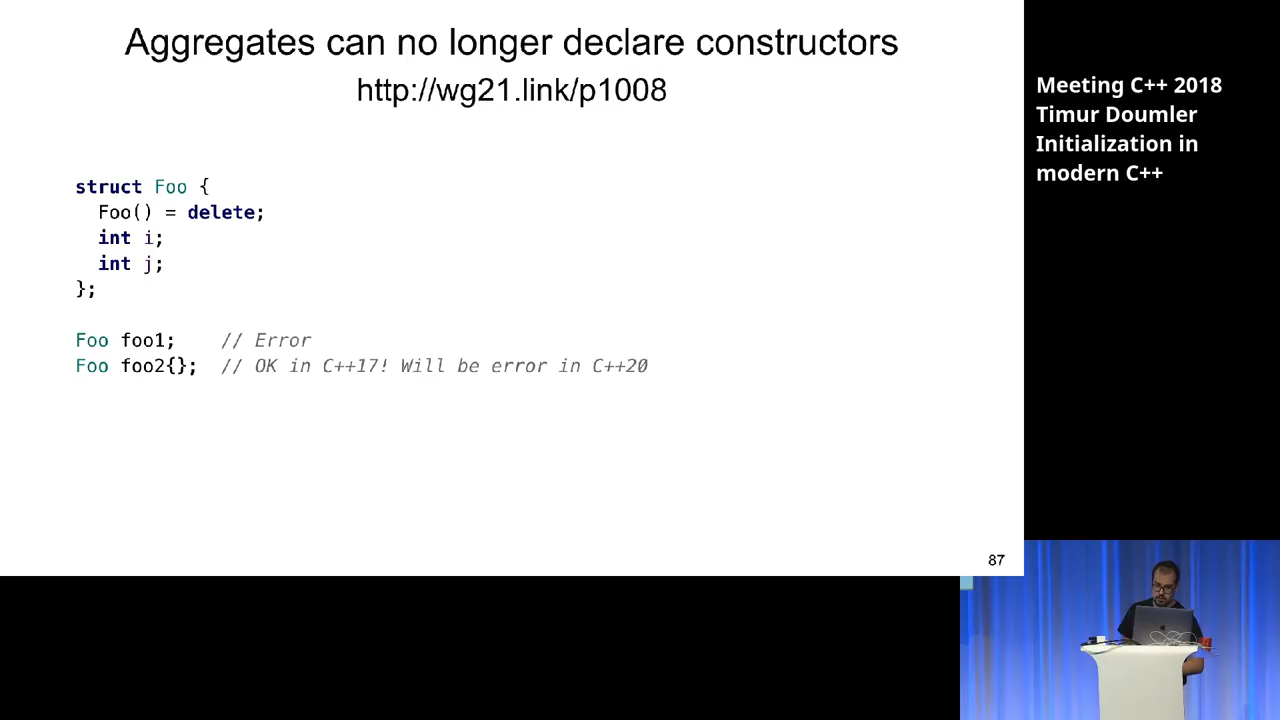 Aggregates can no longer declare constructors
http://wg21.link/p1008
struct Foo {
  Foo() = delete;
  int i;
  int j;
};
Foo foo1;    // Error
Foo foo2{};  // OK in C++17! Will be error in C++20
87
Meeting C++ 2018
Timur Doumler
Initialization in
modern C++